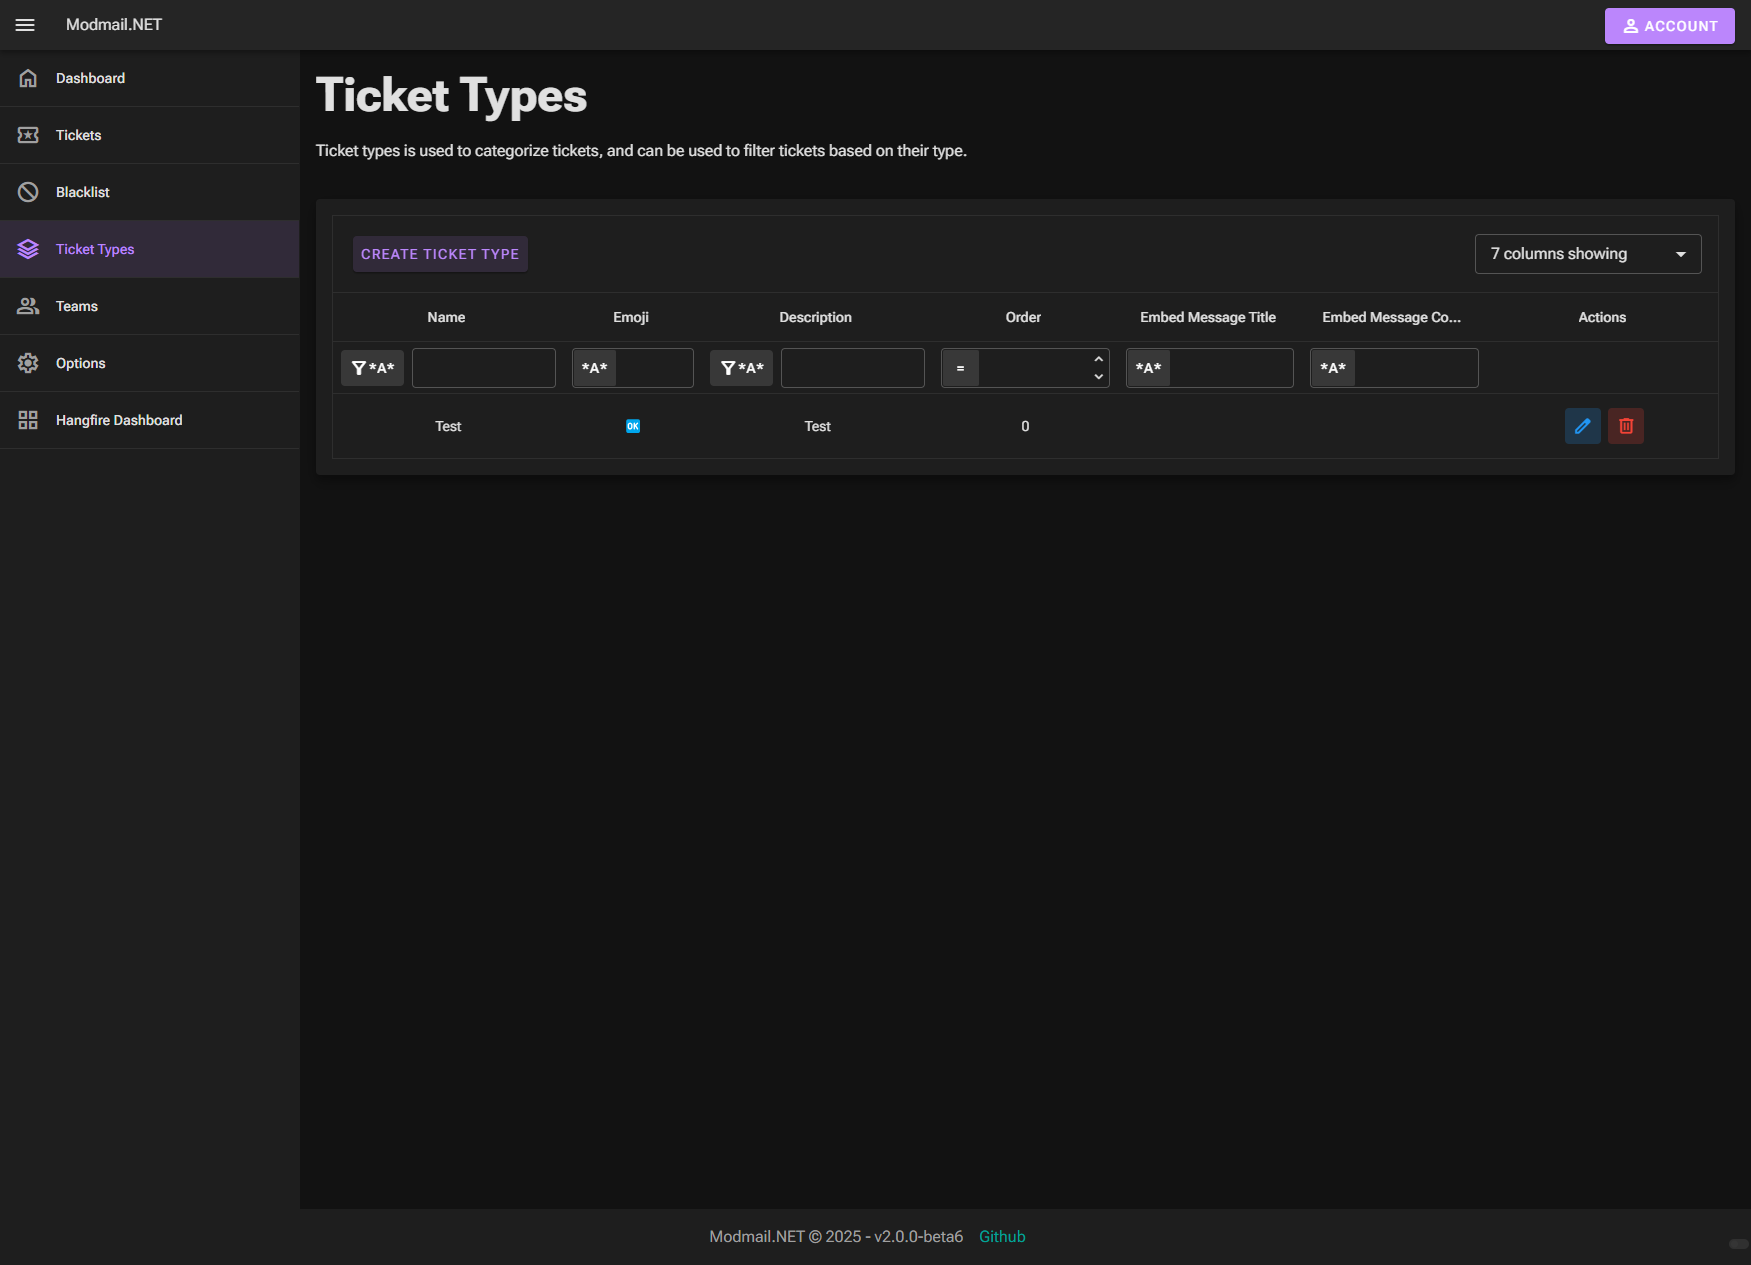 Modmail.NET
ACCOUNT
Dashboard
Tickets
Blacklist
Ticket Types
Teams
Options
Hangfire Dashboard
Ticket Types
Ticket types is used to categorize tickets, and can be used to filter tickets based on their type.
CREATE TICKET TYPE
7 columns showing
Name Emoji Description Order Embed Message Title Embed Message Co... Actions
*A* *A* *A* = *A* *A*
Test OK Test 0
Modmail.NET © 2025 - v2.0.0-beta6 Github